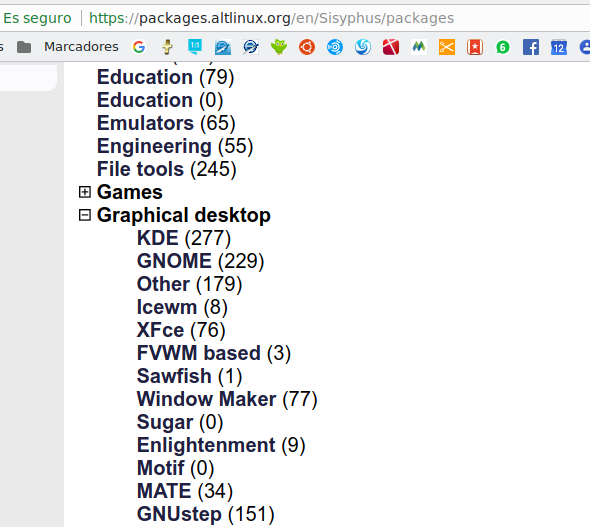 Es seguro | https://packages.altlinux.org/en/Sisyphus/packages
s Marcadores
Education (79)
Education (0)
Emulators (65)
Engineering (55)
File tools (245)
Games
Graphical desktop
KDE (277)
GNOME (229)
Other (179)
Icewm (8)
XFce (76)
FVWM based (3)
Sawfish (1)
Window Maker (77)
Sugar (0)
Enlightenment (9)
Motif (0)
MATE (34)
GNUstep (151)